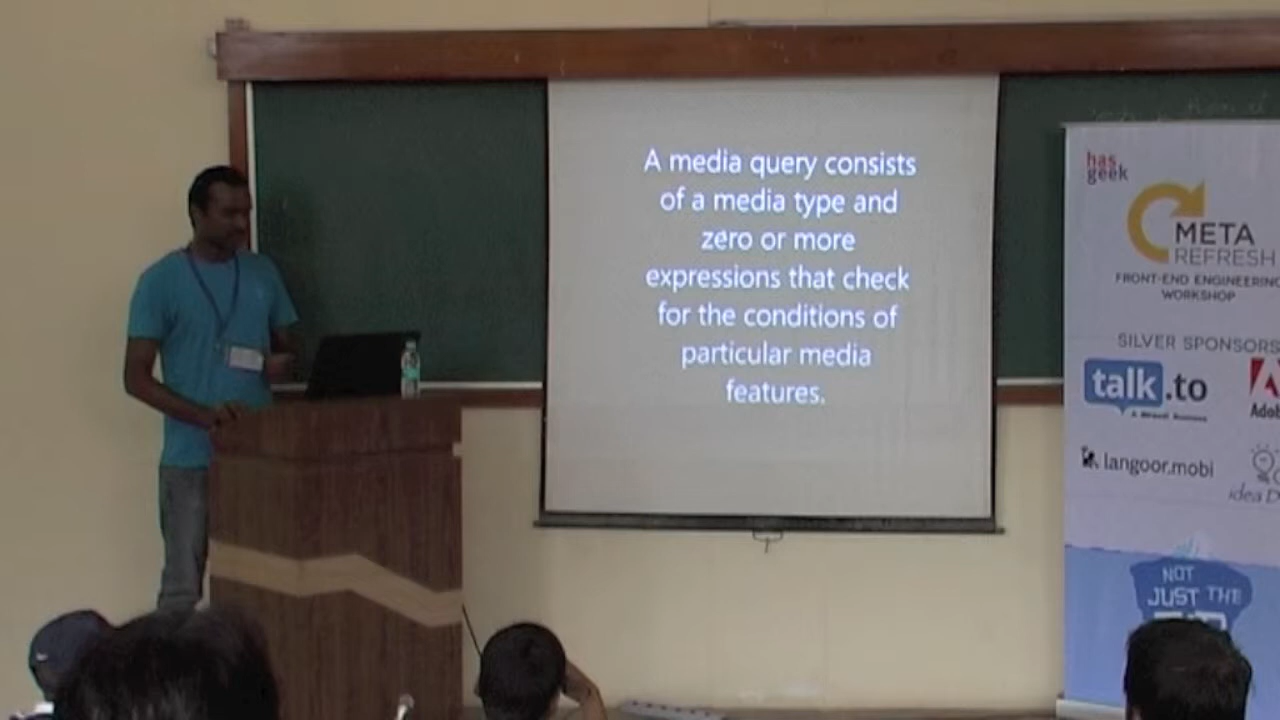 A media query consists
of a media type and
zero or more
expressions that check
for the conditions of
particular media
features.
has
geek
META
REFRESH
FRONT-END ENGINEERING
WORKSHOP
SILVER SPONSORS
talk.to
langoor.mobi
idea
NOT
JUST THE